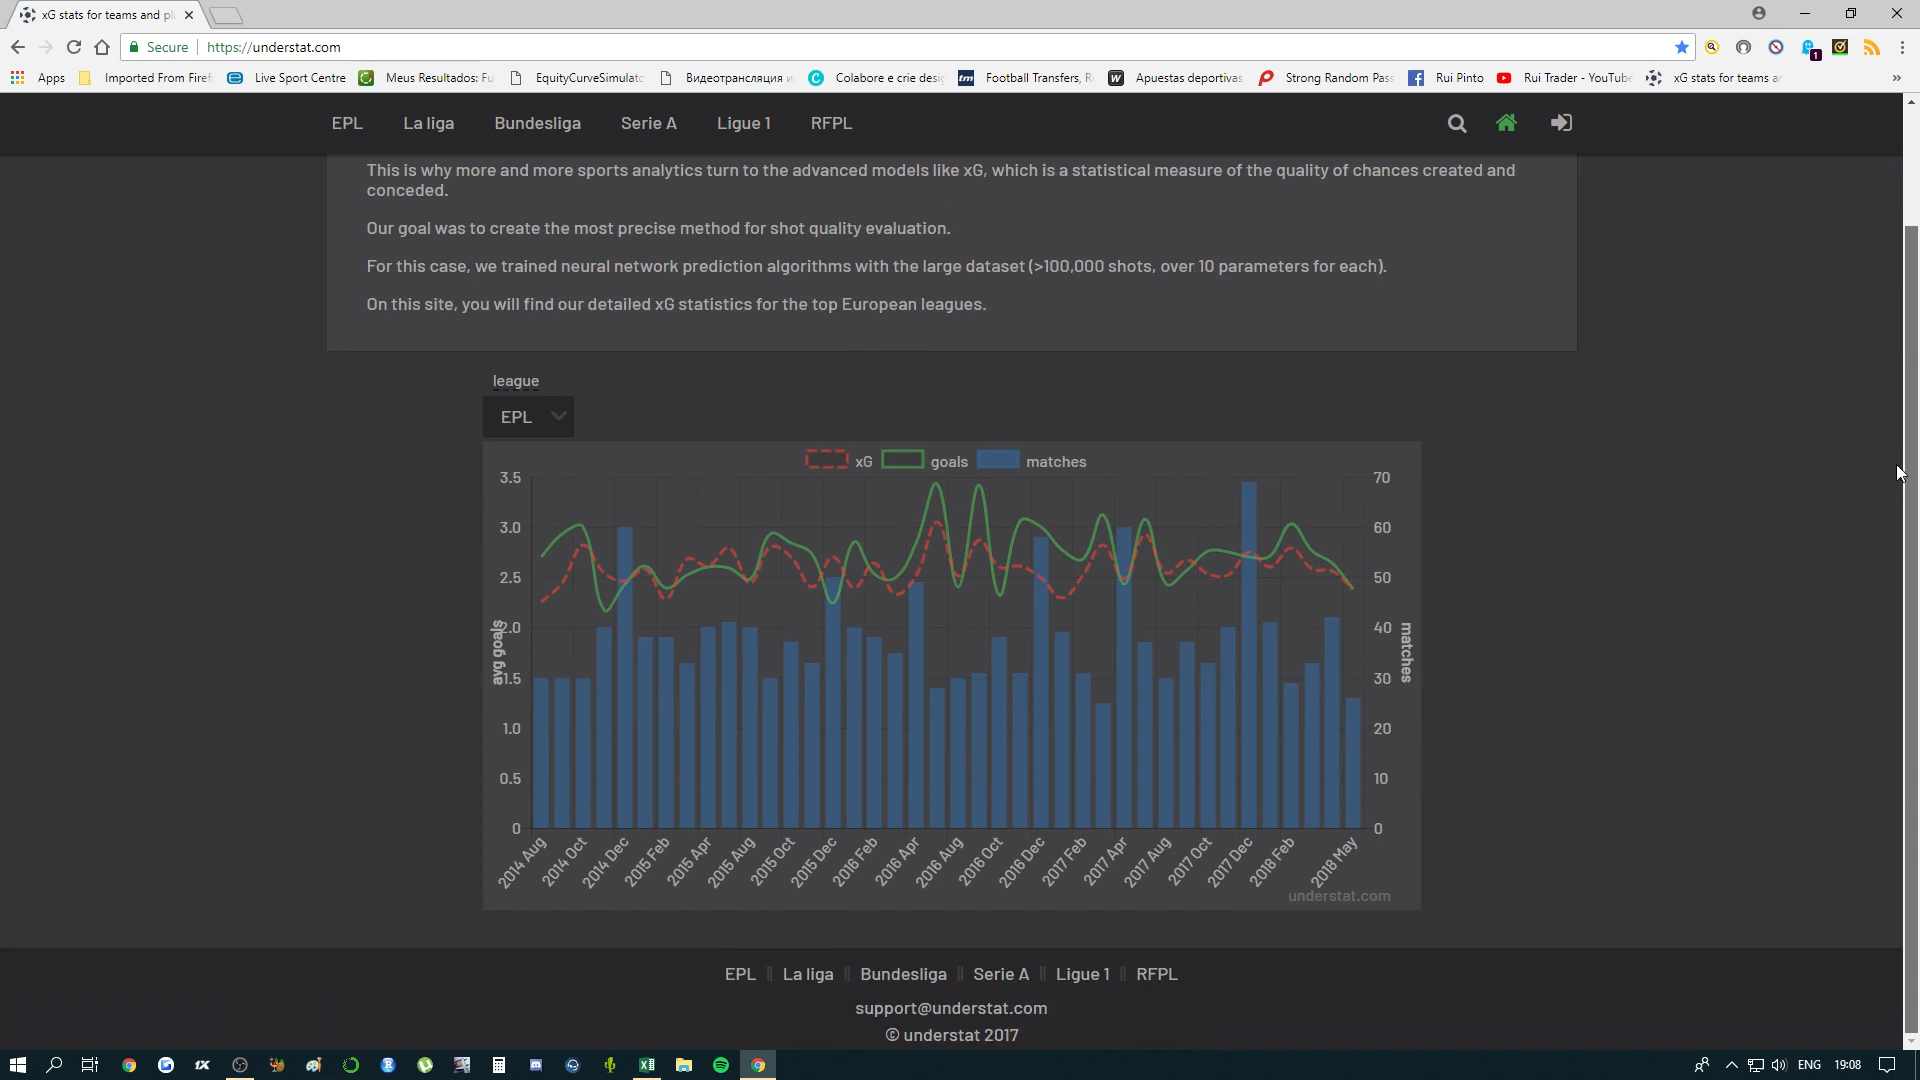 xG stats for teams and pl
Secure
https://understat.com
Apps
Imported From Firef
Live Sport Centre
Meus Resultados: Fu
EquityCurveSimulato
Видеотрансляция и
Colabore e crie desig
Football Transfers, R
Apuestas deportivas
Strong Random Pass
Rui Pinto
Rui Trader - YouTube
xG stats for teams an
EPL
La liga
Bundesliga
Serie A
Ligue 1
RFPL
This is why more and more sports analytics turn to the advanced models like xG, which is a statistical measure of the quality of chances created and
conceded.
Our goal was to create the most precise method for shot quality evaluation.
For this case, we trained neural network prediction algorithms with the large dataset (>100,000 shots, over 10 parameters for each).
On this site, you will find our detailed xG statistics for the top European leagues.
league
EPL
xG
goals
matches
3.5
3.0
2.5
2.0
1.5
1.0
0.5
0
avg goals
70
60
50
40
30
20
10
0
matches
2014 Aug
2014 Oct
2014 Dec
2015 Feb
2015 Apr
2015 Aug
2015 Oct
2015 Dec
2016 Feb
2016 Apr
2016 Aug
2016 Oct
2016 Dec
2017 Feb
2017 Apr
2017 Aug
2017 Oct
2017 Dec
2018 Feb
2018 May
understat.com
EPL
La liga
Bundesliga
Serie A
Ligue 1
RFPL
support@understat.com
© understat 2017
ENG
19:08